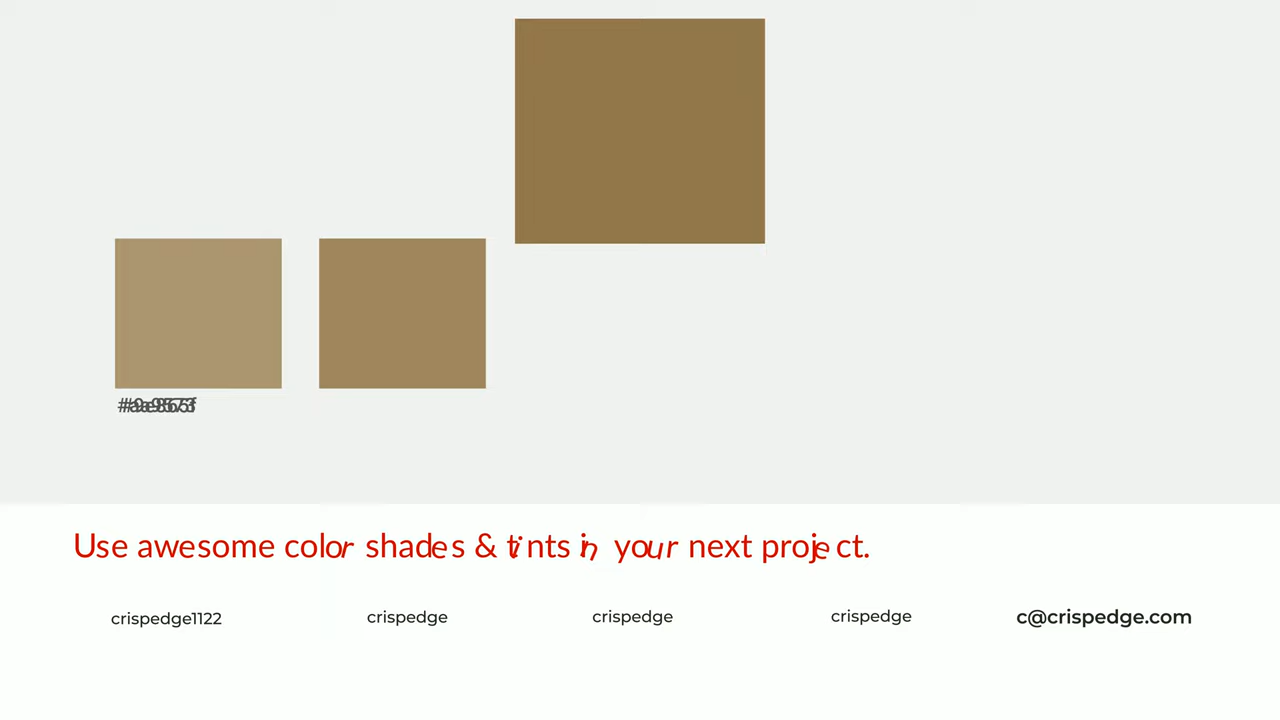 Use awesome color shades & tints in your next project.
crispedge1122 crispedge crispedge crispedge c@crispedge.com